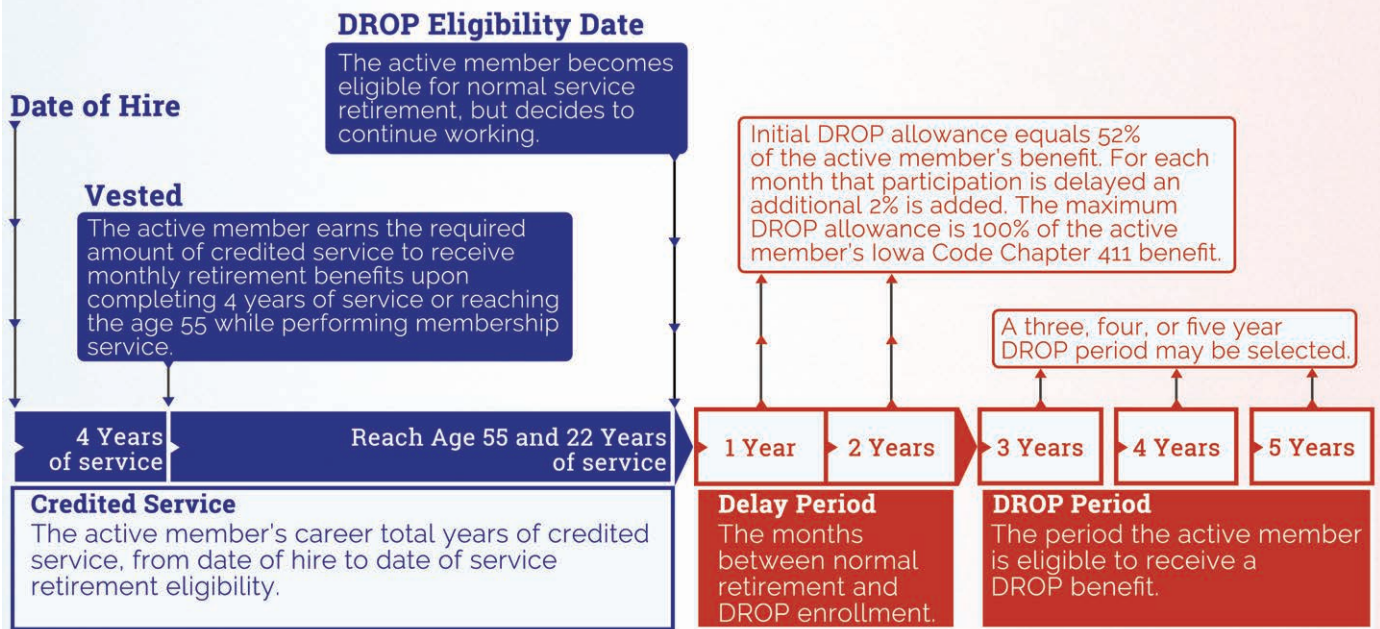 DROP Eligibility Date
The active member becomes
eligible for normal service
retirement, but decides to
continue working.
Date of Hire
Vested
The active member earns the required
amount of credited service to receive
monthly retirement benefits upon
completing 4 years of service or reaching
the age 55 while performing membership
service.
Initial DROP allowance equals 52%
of the active member's benefit. For each
month that participation is delayed an
additional 2% is added. The maximum
DROP allowance is 100% of the active
member's Iowa Code Chapter 411 benefit.
A three, four, or five year
DROP period may be selected.
4 Years
of service
Reach Age 55 and 22 Years
of service
1 Year
2 Years
3 Years
4 Years
5 Years
Credited Service
The active member's career total years of credited
service, from date of hire to date of service
retirement eligibility.
Delay Period
The months
between normal
retirement and
DROP enrollment.
DROP Period
The period the active member
is eligible to receive a
DROP benefit.